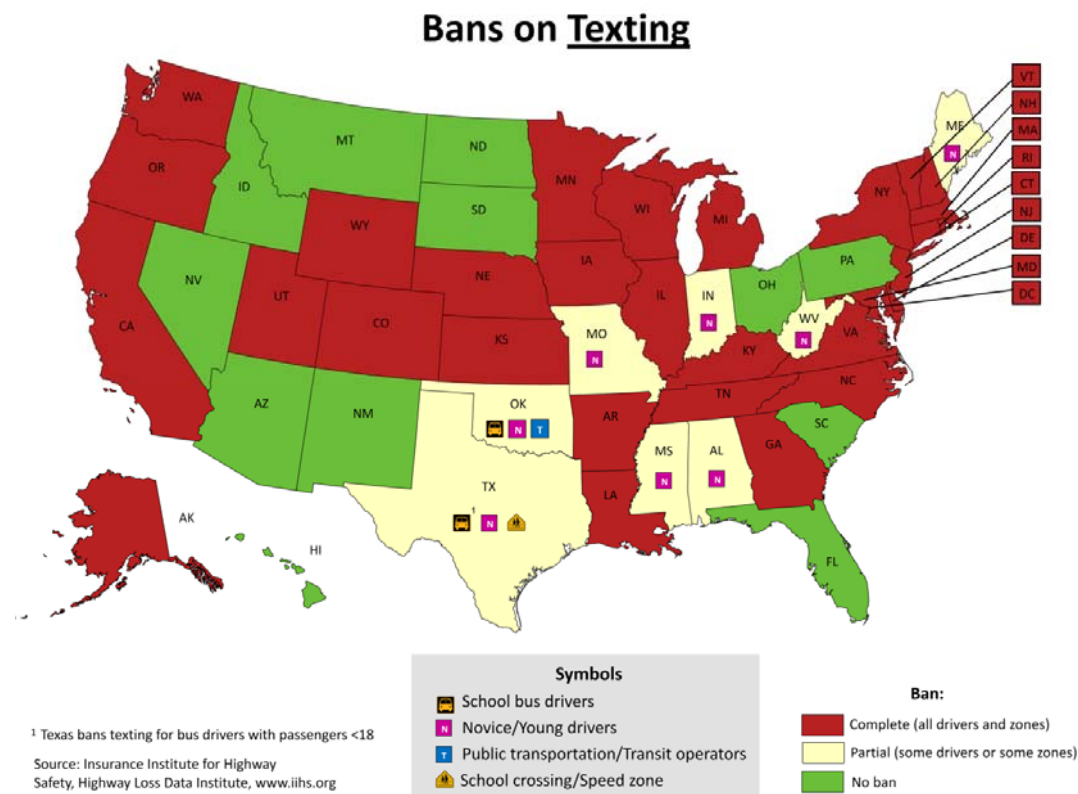 Bans on Texting
WA
OR
CA
ID
NV
MT
WY
UT
AZ
CO
NM
ND
SD
NE
KS
OK
T
N
TX
1
N
MN
IA
MO
N
AR
LA
WI
IL
MI
IN
N
OH
KY
TN
MS
N
AL
N
GA
FL
SC
NC
VA
WV
N
PA
NY
ME
N
VT
NH
MA
RI
CT
NJ
DE
MD
DC
AK
HI
Symbols
School bus drivers
N Novice/Young drivers
T Public transportation/Transit operators
School crossing/Speed zone
Ban:
Complete (all drivers and zones)
Partial (some drivers or some zones)
No ban
1 Texas bans texting for bus drivers with passengers <18
Source: Insurance Institute for Highway
Safety, Highway Loss Data Institute, www.iihs.org